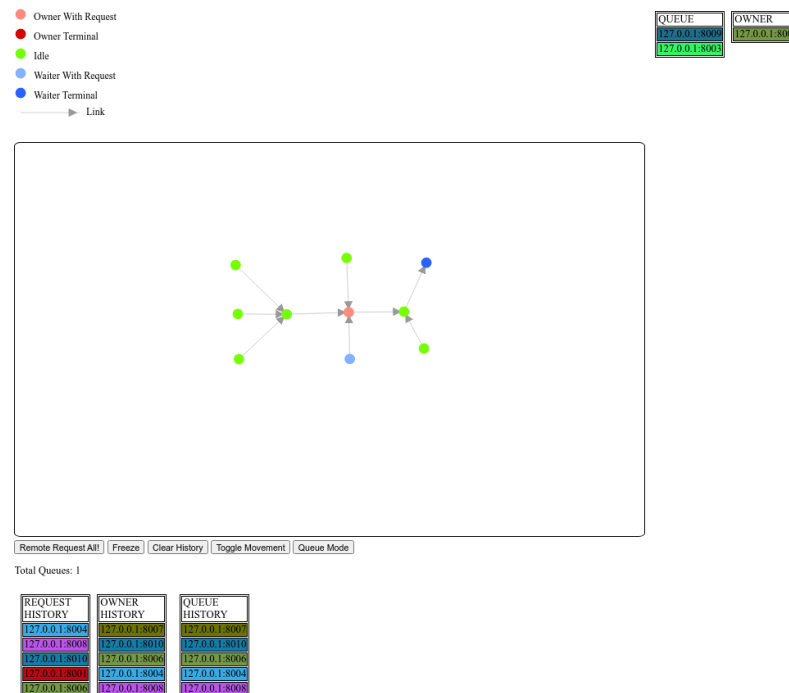 Owner With Request
Owner Terminal
Idle
Waiter With Request
Waiter Terminal
Link
QUEUE
127.0.0.1:8009
127.0.0.1:8003
OWNER
Remote Request All! Freeze Clear History Toggle Movement Queue Mode
Total Queues: 1
REQUEST HISTORY
127.0.0.1:8004
127.0.0.1:8008
127.0.0.1:8010
127.0.0.1:8001
127.0.0.1:8006
OWNER HISTORY
127.0.0.1:8007
127.0.0.1:8010
127.0.0.1:8006
127.0.0.1:8004
127.0.0.1:8008
QUEUE HISTORY
127.0.0.1:8007
127.0.0.1:8010
127.0.0.1:8006
127.0.0.1:8004
127.0.0.1:8008